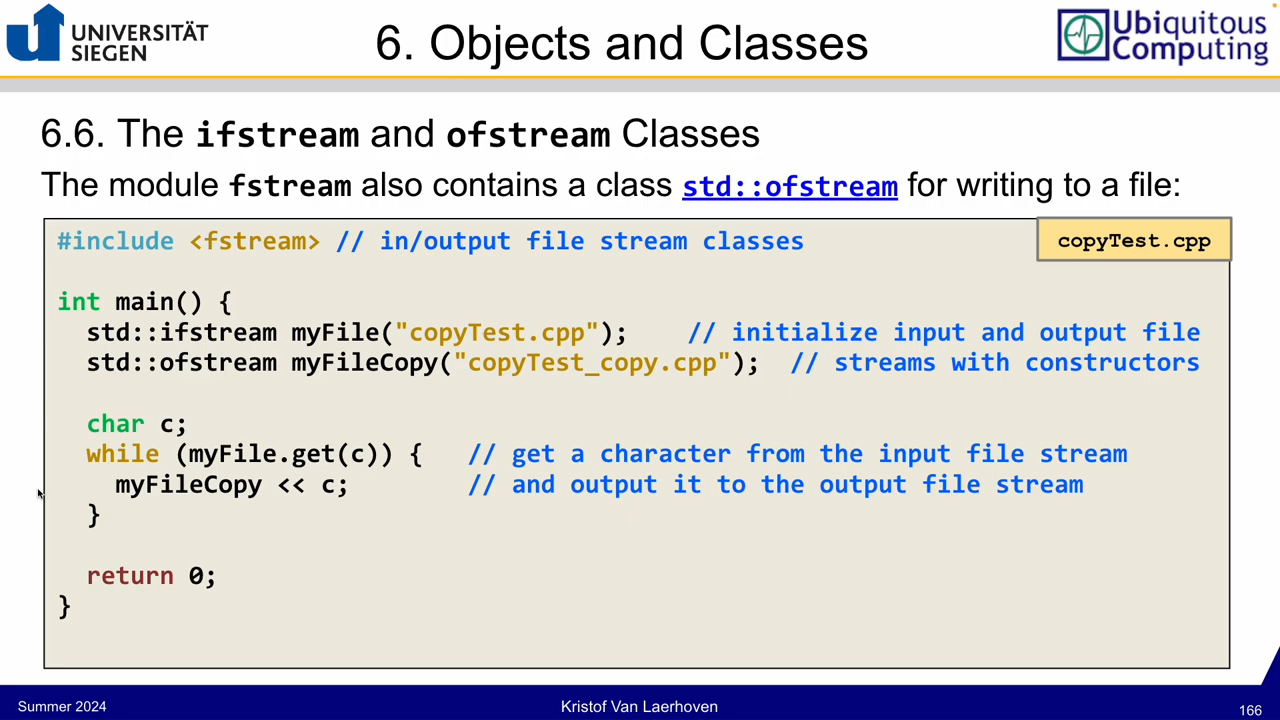 UNIVERSITÄT
SIEGEN
6. Objects and Classes
Ubiquitous
Computing
6.6. The ifstream and ofstream Classes
The module fstream also contains a class std::ofstream for writing to a file:
#include <fstream> // in/output file stream classes
copyTest.cpp
int main() {
  std::ifstream myFile("copyTest.cpp");    // initialize input and output file
  std::ofstream myFileCopy("copyTest_copy.cpp");  // streams with constructors
  char c;
  while (myFile.get(c)) {   // get a character from the input file stream
    myFileCopy << c;        // and output it to the output file stream
  }
  return 0;
}
Summer 2024
Kristof Van Laerhoven
166